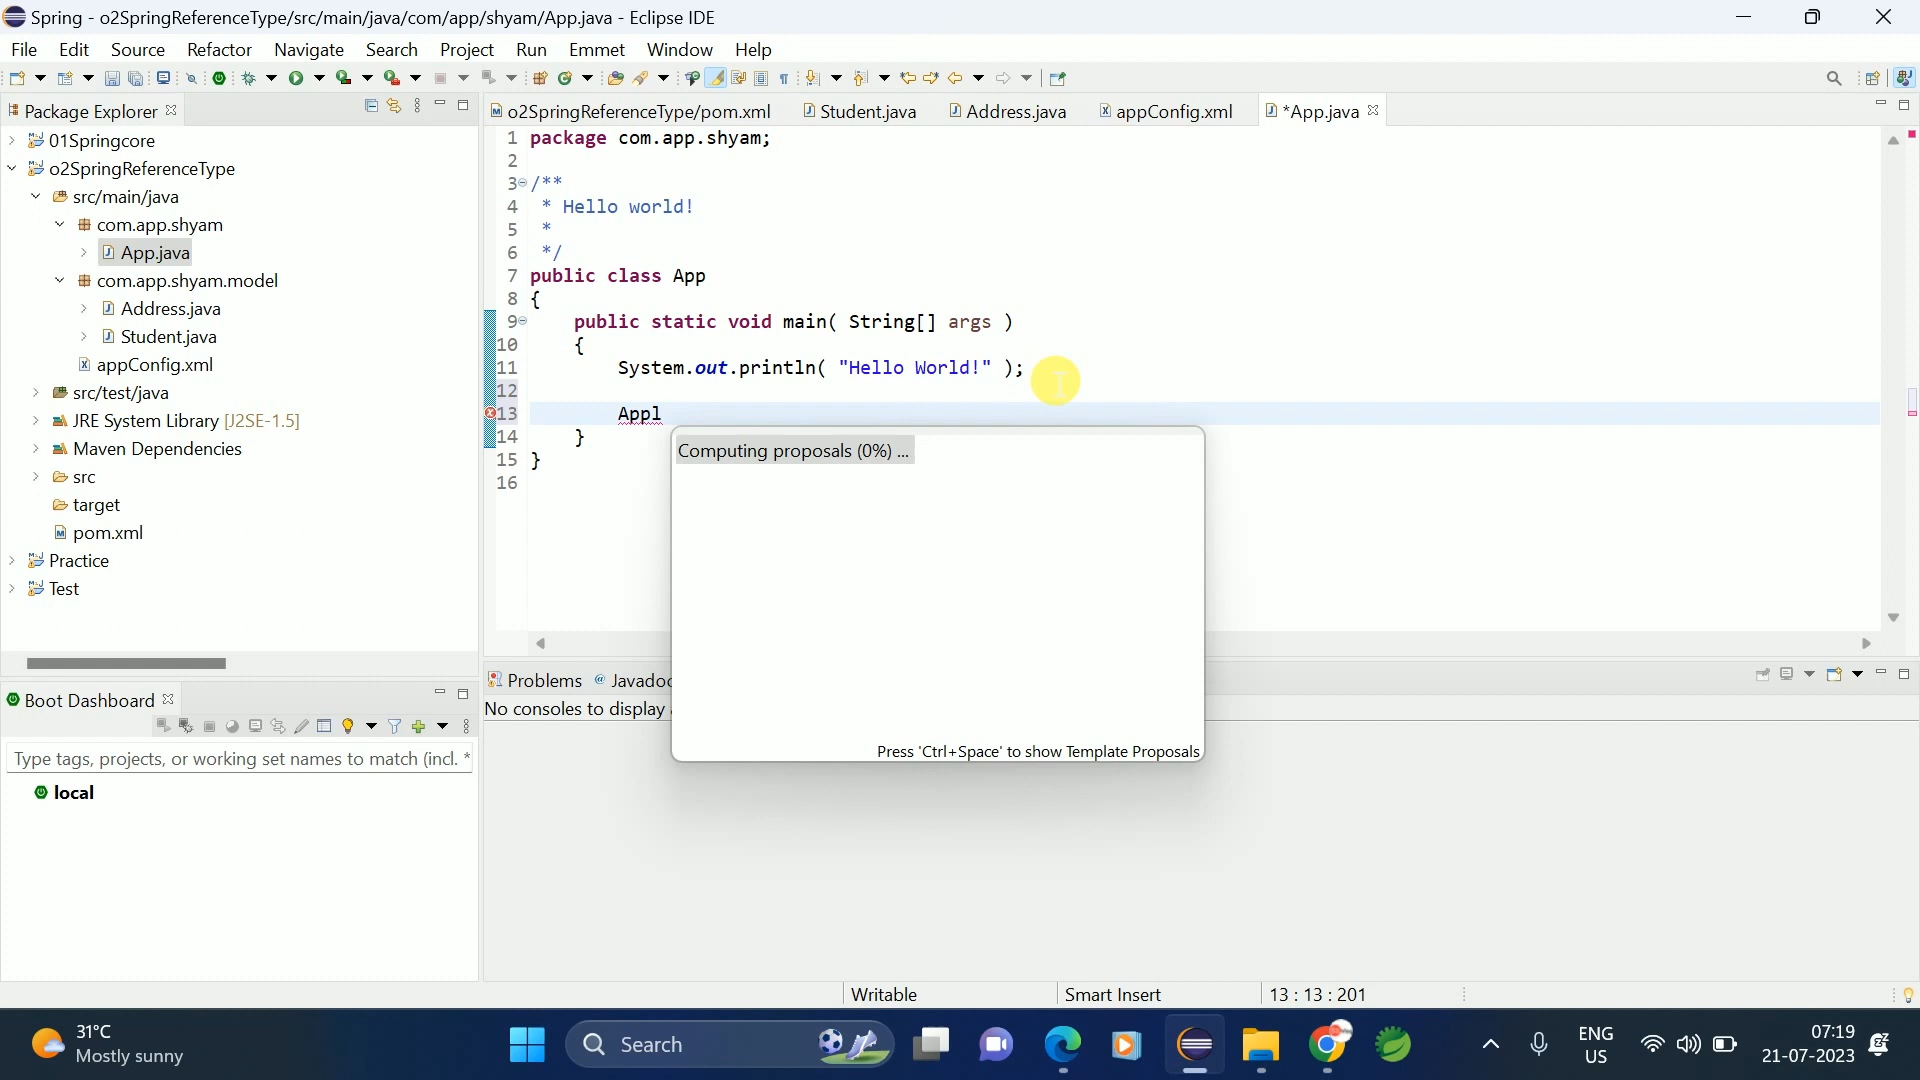 Spring - o2SpringReferenceType/src/main/java/com/app/shyam/App.java - Eclipse IDE
File Edit Source Refactor Navigate Search Project Run Emmet Window Help
Package Explorer
01Springcore
o2SpringReferenceType
src/main/java
com.app.shyam
App.java
com.app.shyam.model
Address.java
Student.java
appConfig.xml
src/test/java
JRE System Library [J2SE-1.5]
Maven Dependencies
src
target
pom.xml
Practice
Test
Boot Dashboard
Type tags, projects, or working set names to match (incl. *
local
o2SpringReferenceType/pom.xml Student.java Address.java appConfig.xml *App.java
1 package com.app.shyam;
2
3 /**
4 * Hello world!
5 *
6 */
7 public class App
8 {
9 public static void main( String[] args )
10 {
11 System.out.println( "Hello World!" );
12
13 Appl
14 }
15 }
16
Computing proposals (0%) ...
Press 'Ctrl+Space' to show Template Proposals
Problems @ Javadoc
No consoles to display
Writable Smart Insert 13 : 13 : 201
31°C
Mostly sunny
Search
ENG
US
07:19
21-07-2023